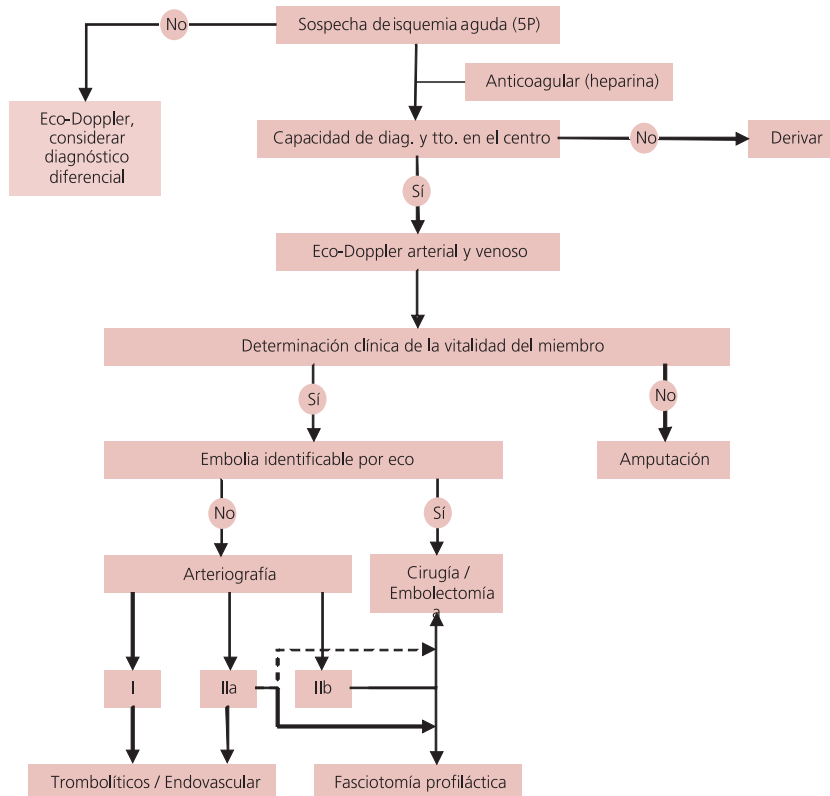 No
Sospecha de isquemia aguda (5P)
Anticoagular (heparina)
Eco-Doppler,
considerar
diagnóstico
diferencial
Capacidad de diag. y tto. en el centro
No
Derivar
Sí
Eco-Doppler arterial y venoso
Determinación clínica de la vitalidad del miembro
Sí
No
Embolia identificable por eco
Amputación
No
Sí
Arteriografía
Cirugía /
Embolectomía
a
I
IIa
IIb
Trombolíticos / Endovascular
Fasciotomía profiláctica